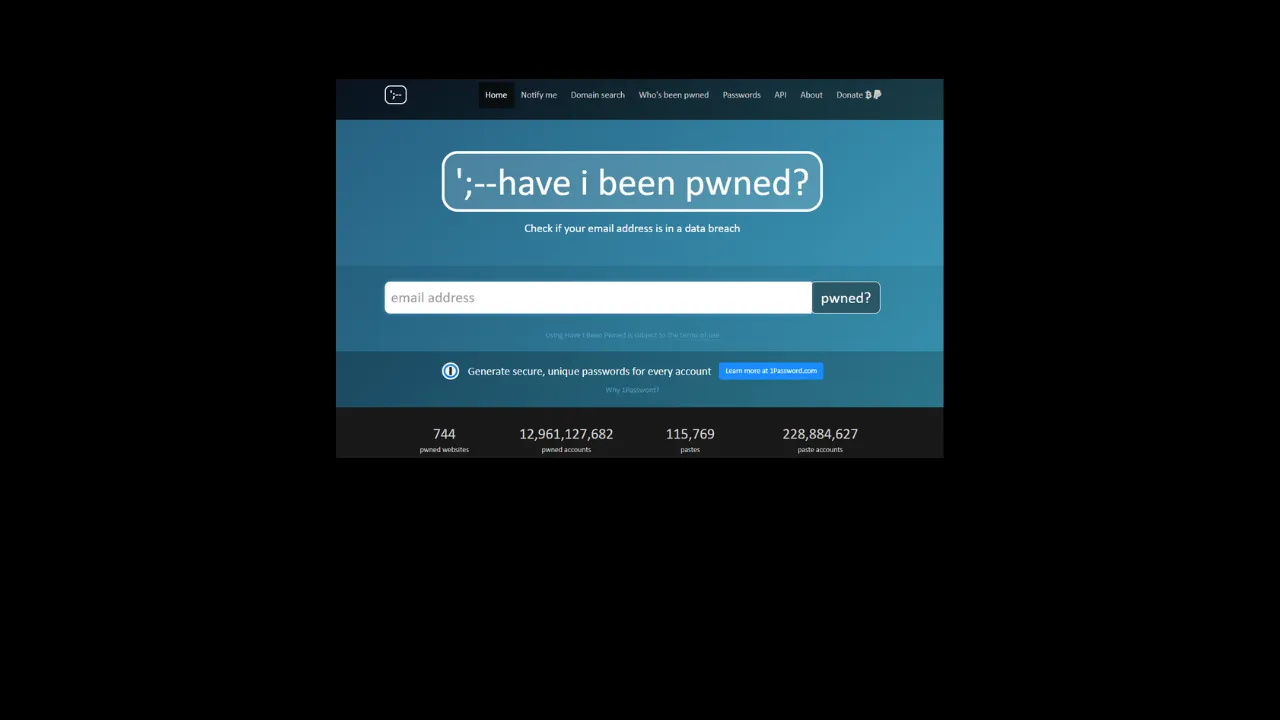 ';--
Home Notify me Domain search Who's been pwned Passwords API About Donate
';--have i been pwned?
Check if your email address is in a data breach
email address pwned?
Using Have I Been Pwned is subject to the terms of use
Generate secure, unique passwords for every account Learn more at 1Password.com
Why 1Password?
744 12,961,127,682 115,769 228,884,627
pwned websites pwned accounts pastes paste accounts